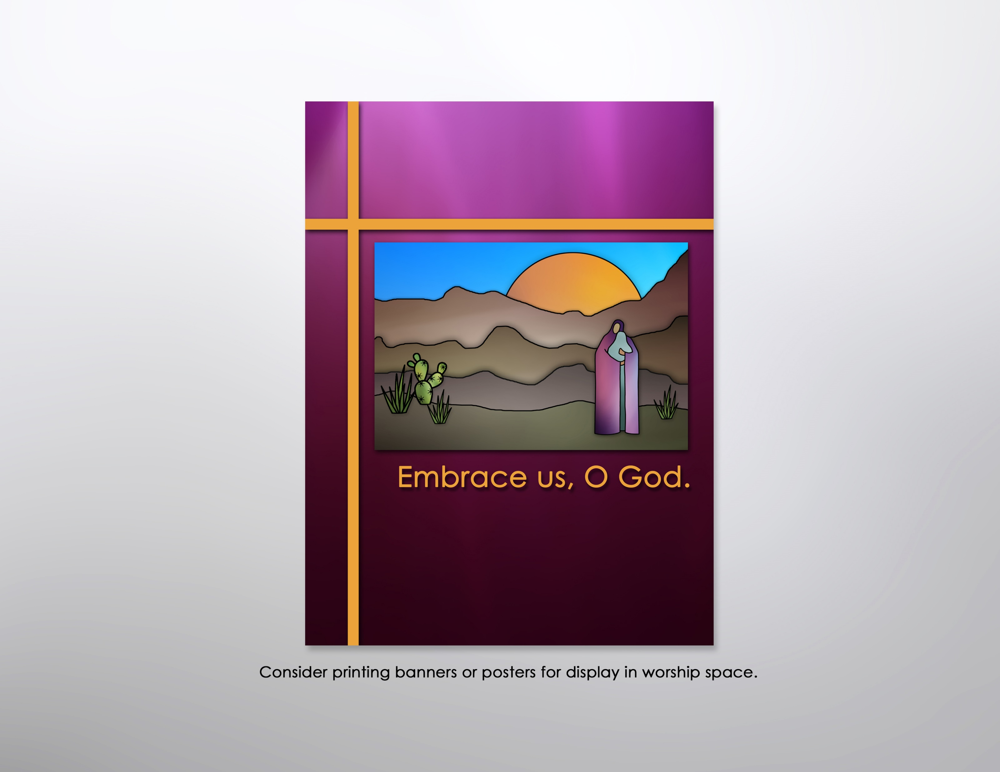 Embrace us, O God.
Consider printing banners or posters for display in worship space.